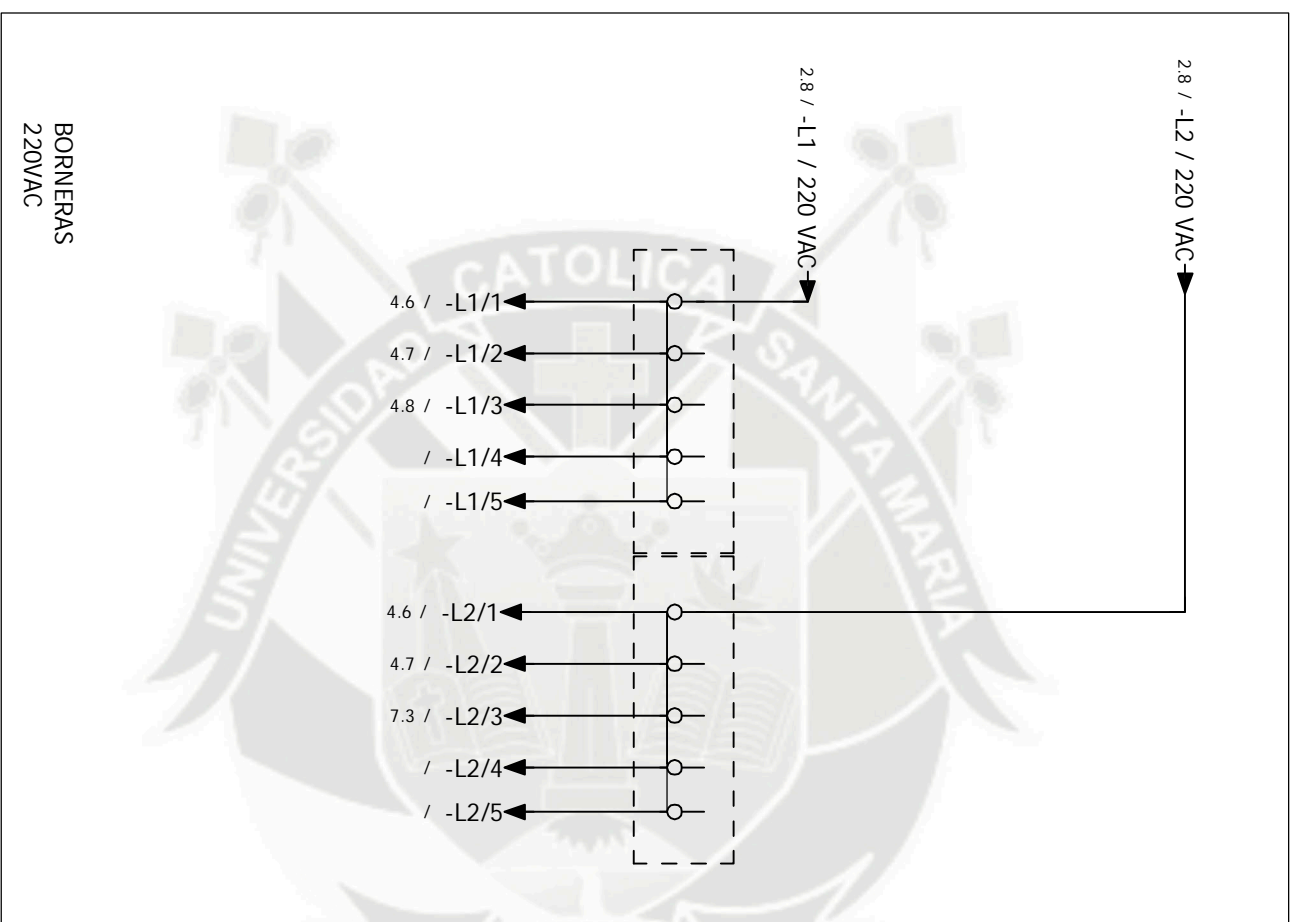 2.8 / -L2 / 220 VAC
2.8 / -L1 / 220 VAC
BORNERAS
220VAC
4.6 / -L1/1
4.7 / -L1/2
4.8 / -L1/3
/ -L1/4
/ -L1/5
4.6 / -L2/1
4.7 / -L2/2
7.3 / -L2/3
/ -L2/4
/ -L2/5
UNIVERSIDAD CATOLICA SANTA MARIA